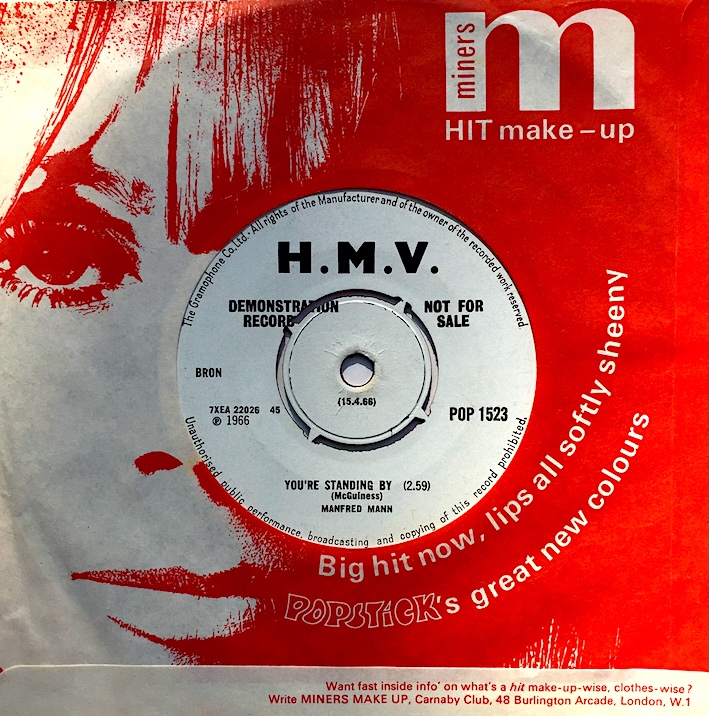 miners
m
HIT make-up
The Gramophone Co. Ltd. - All rights of the Manufacturer and of the owner of the recorded work reserved.
H.M.V.
DEMONSTRATION RECORD
NOT FOR SALE
BRON
(15.4.66)
7XEA 22026 45
℗ 1966
POP 1523
YOU'RE STANDING BY (2.59)
(McGuiness)
MANFRED MANN
Unauthorised public performance, broadcasting and copying of this record prohibited.
Big hit now, lips all softly sheeny
POPSTiCK's great new colours
Want fast inside info' on what's a hit make-up-wise, clothes-wise?
Write MINERS MAKE UP, Carnaby Club, 48 Burlington Arcade, London, W.1